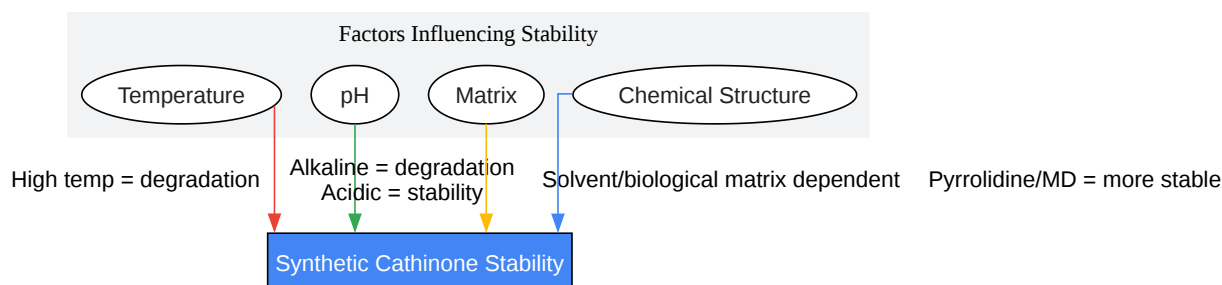 Factors Influencing Stability
Temperature
pH
Matrix
Chemical Structure
High temp = degradation
Alkaline = degradation
Acidic = stability
Solvent/biological matrix dependent
Pyrrolidine/MD = more stable
Synthetic Cathinone Stability